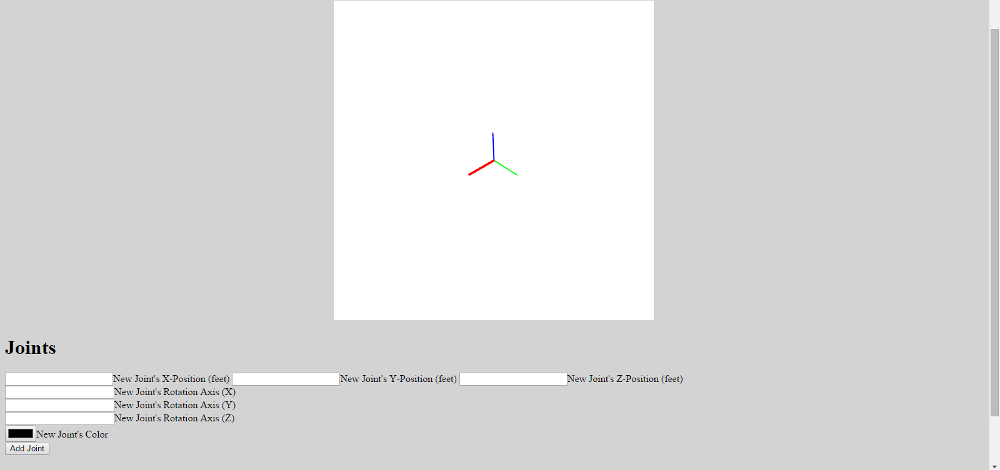 Joints
New Joint's X-Position (feet) New Joint's Y-Position (feet) New Joint's Z-Position (feet)
New Joint's Rotation Axis (X)
New Joint's Rotation Axis (Y)
New Joint's Rotation Axis (Z)
New Joint's Color
Add Joint